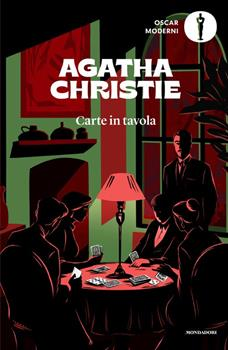 OSCAR
MODERNI
AGATHA
CHRISTIE
Carte in tavola
MONDADORI